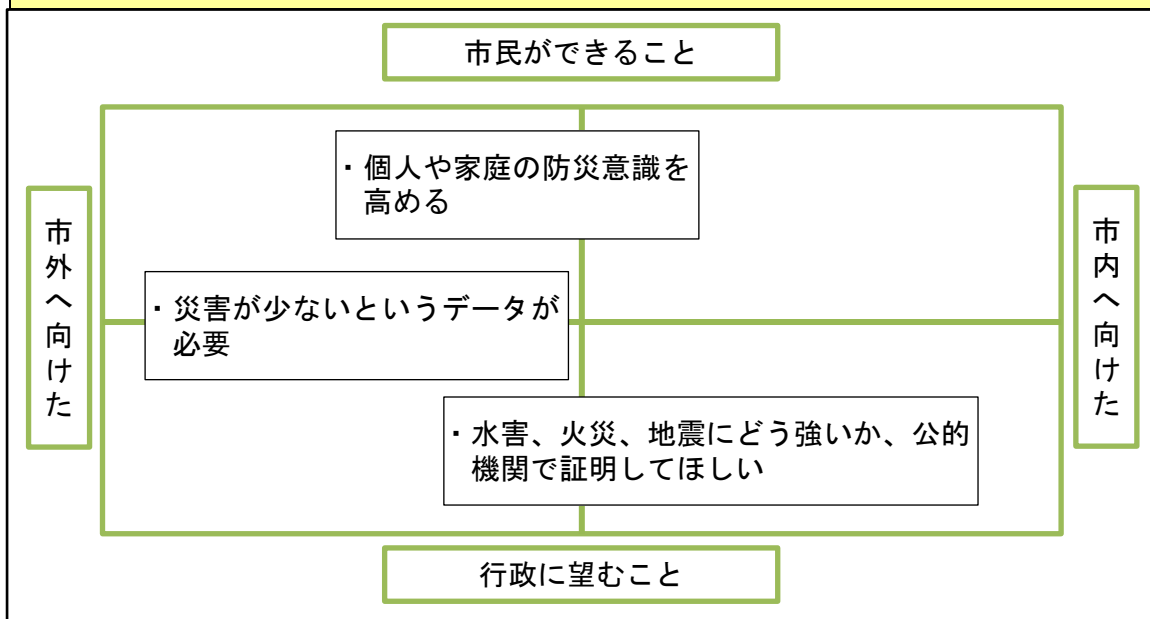 市民ができること
・個人や家庭の防災意識を
高める
市外へ向けた
市内へ向けた
・災害が少ないというデータが
必要
・水害、火災、地震にどう強いか、公的
機関で証明してほしい
行政に望むこと